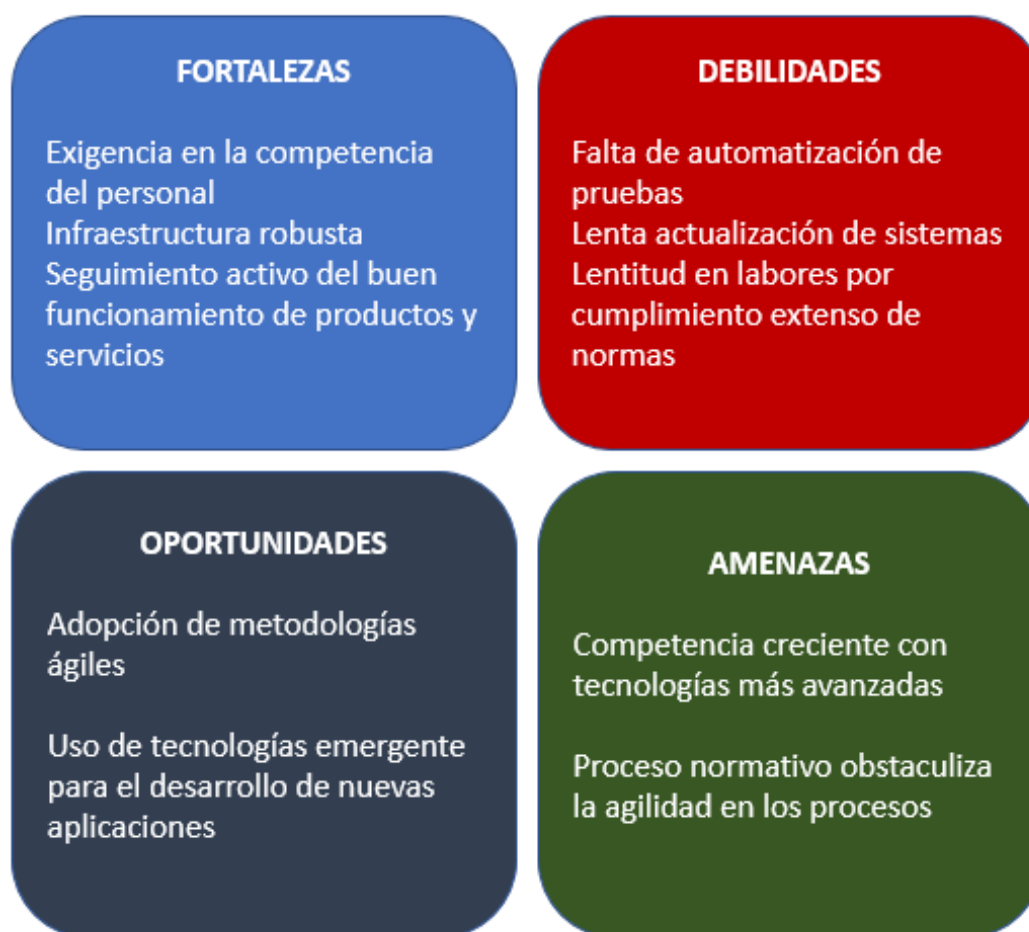 FORTALEZAS
Exigencia en la competencia
del personal
Infraestructura robusta
Seguimiento activo del buen
funcionamiento de productos y
servicios
DEBILIDADES
Falta de automatización de
pruebas
Lenta actualización de sistemas
Lentitud en labores por
cumplimiento extenso de
normas
OPORTUNIDADES
Adopción de metodologías
ágiles
Uso de tecnologías emergente
para el desarrollo de nuevas
aplicaciones
AMENAZAS
Competencia creciente con
tecnologías más avanzadas
Proceso normativo obstaculiza
la agilidad en los procesos